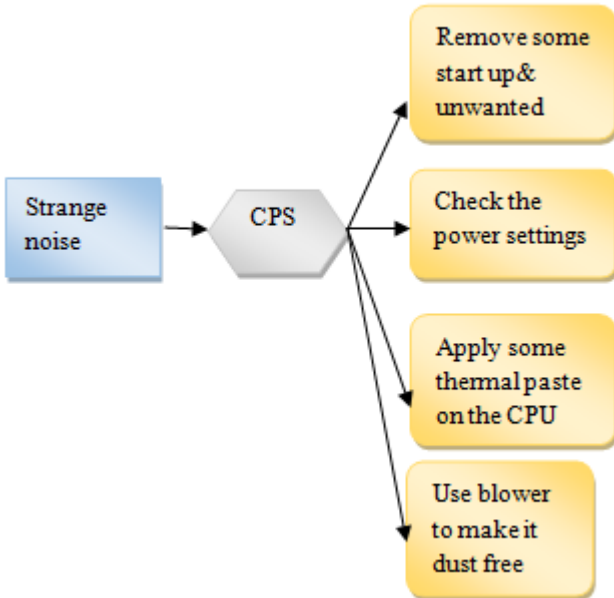 Strange
noise
CPS
Remove some
start up&
unwanted
Check the
power settings
Apply some
thermal paste
on the CPU
Use blower
to make it
dust free